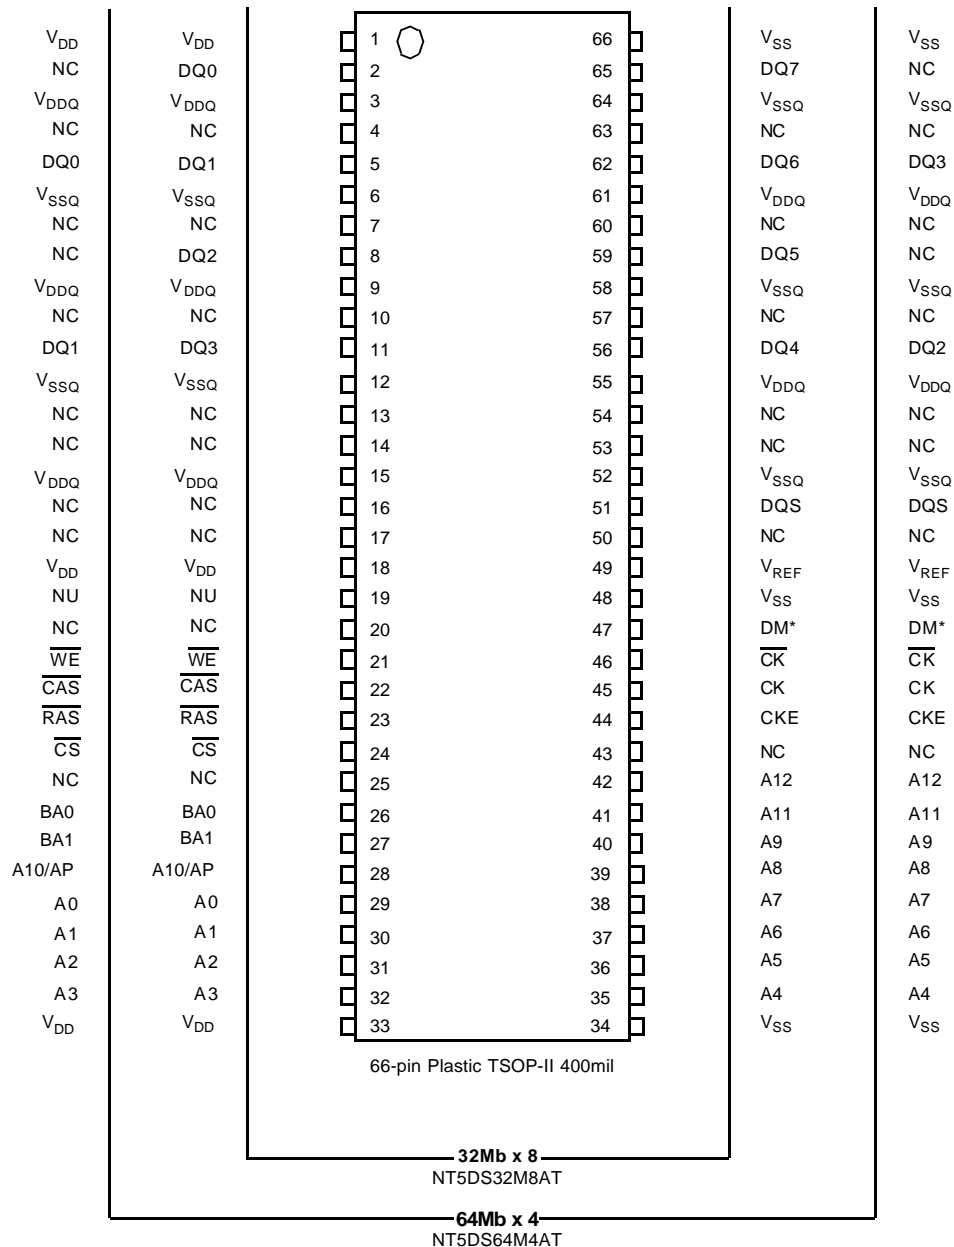 VDD VDD 1 66 VSS VSS
NC DQ0 2 65 DQ7 NC
VDDQ VDDQ 3 64 VSSQ VSSQ
NC NC 4 63 NC NC
DQ0 DQ1 5 62 DQ6 DQ3
VSSQ VSSQ 6 61 VDDQ VDDQ
NC NC 7 60 NC NC
NC DQ2 8 59 DQ5 NC
VDDQ VDDQ 9 58 VSSQ VSSQ
NC NC 10 57 NC NC
DQ1 DQ3 11 56 DQ4 DQ2
VSSQ VSSQ 12 55 VDDQ VDDQ
NC NC 13 54 NC NC
NC NC 14 53 NC NC
VDDQ VDDQ 15 52 VSSQ VSSQ
NC NC 16 51 DQS DQS
NC NC 17 50 NC NC
VDD VDD 18 49 VREF VREF
NU NU 19 48 VSS VSS
NC NC 20 47 DM* DM*
W̅E̅ W̅E̅ 21 46 C̅K̅ C̅K̅
C̅A̅S̅ C̅A̅S̅ 22 45 CK CK
R̅A̅S̅ R̅A̅S̅ 23 44 CKE CKE
C̅S̅ C̅S̅ 24 43 NC NC
NC NC 25 42 A12 A12
BA0 BA0 26 41 A11 A11
BA1 BA1 27 40 A9 A9
A10/AP A10/AP 28 39 A8 A8
A0 A0 29 38 A7 A7
A1 A1 30 37 A6 A6
A2 A2 31 36 A5 A5
A3 A3 32 35 A4 A4
VDD VDD 33 34 VSS VSS
66-pin Plastic TSOP-II 400mil
32Mb x 8
NT5DS32M8AT
64Mb x 4
NT5DS64M4AT